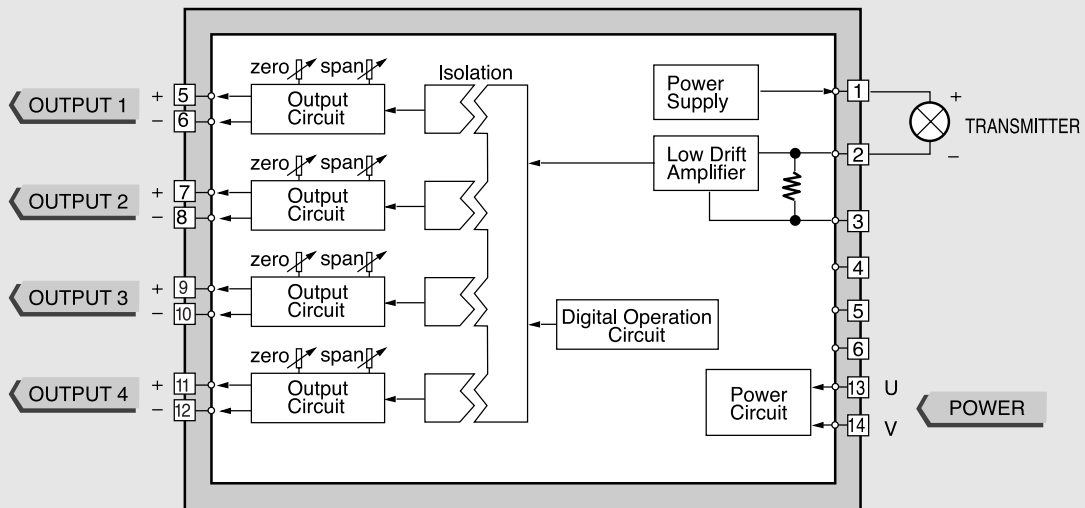 zero span
Isolation
OUTPUT 1
+ 5
− 6
Output
Circuit
zero span
OUTPUT 2
+ 7
− 8
Output
Circuit
zero span
OUTPUT 3
+ 9
− 10
Output
Circuit
zero span
OUTPUT 4
+ 11
− 12
Output
Circuit
Power
Supply
Low Drift
Amplifier
Digital Operation
Circuit
Power
Circuit
1
+
TRANSMITTER
2
−
3
4
5
6
13 U
14 V
POWER